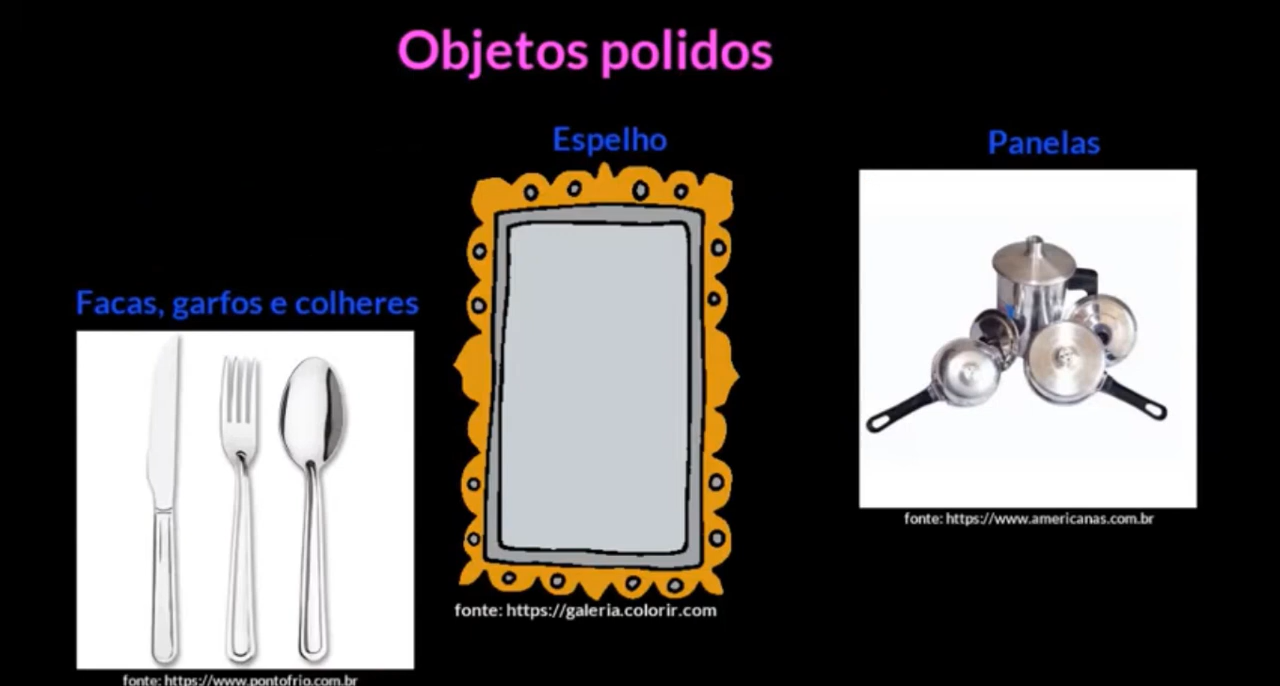 Objetos polidos
Espelho
Panelas
Facas, garfos e colheres
fonte: https://www.americanas.com.br
fonte: https://galeria.colorir.com
fonte: https://www.pontofrio.com.br